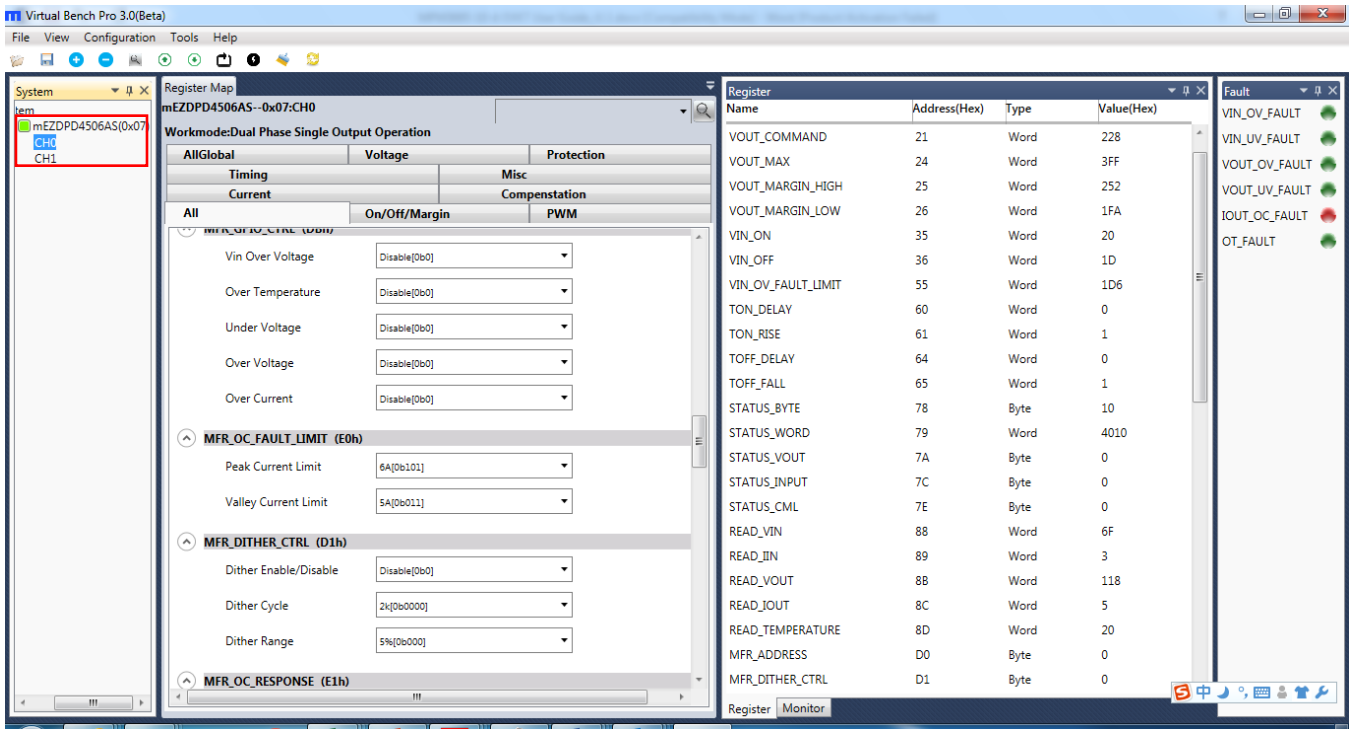 Virtual Bench Pro 3.0(Beta)
File View Configuration Tools Help
System
tem
mEZDPD4506AS(0x07)
CH0
CH1
Register Map
mEZDPD4506AS--0x07:CH0
Workmode:Dual Phase Single Output Operation
AllGlobal Voltage Protection
Timing Misc
Current Compenstation
All On/Off/Margin PWM
MFR_GPIO_CTRL (DBh)
Vin Over Voltage Disable[0b0]
Over Temperature Disable[0b0]
Under Voltage Disable[0b0]
Over Voltage Disable[0b0]
Over Current Disable[0b0]
MFR_OC_FAULT_LIMIT (E0h)
Peak Current Limit 6A[0b101]
Valley Current Limit 5A[0b011]
MFR_DITHER_CTRL (D1h)
Dither Enable/Disable Disable[0b0]
Dither Cycle 2k[0b0000]
Dither Range 5%[0b000]
MFR_OC_RESPONSE (E1h)
Register
Name Address(Hex) Type Value(Hex)
VOUT_COMMAND 21 Word 228
VOUT_MAX 24 Word 3FF
VOUT_MARGIN_HIGH 25 Word 252
VOUT_MARGIN_LOW 26 Word 1FA
VIN_ON 35 Word 20
VIN_OFF 36 Word 1D
VIN_OV_FAULT_LIMIT 55 Word 1D6
TON_DELAY 60 Word 0
TON_RISE 61 Word 1
TOFF_DELAY 64 Word 0
TOFF_FALL 65 Word 1
STATUS_BYTE 78 Byte 10
STATUS_WORD 79 Word 4010
STATUS_VOUT 7A Byte 0
STATUS_INPUT 7C Byte 0
STATUS_CML 7E Byte 0
READ_VIN 88 Word 6F
READ_IIN 89 Word 3
READ_VOUT 8B Word 118
READ_IOUT 8C Word 5
READ_TEMPERATURE 8D Word 20
MFR_ADDRESS D0 Byte 0
MFR_DITHER_CTRL D1 Byte 0
Register Monitor
Fault
VIN_OV_FAULT
VIN_UV_FAULT
VOUT_OV_FAULT
VOUT_UV_FAULT
IOUT_OC_FAULT
OT_FAULT
中